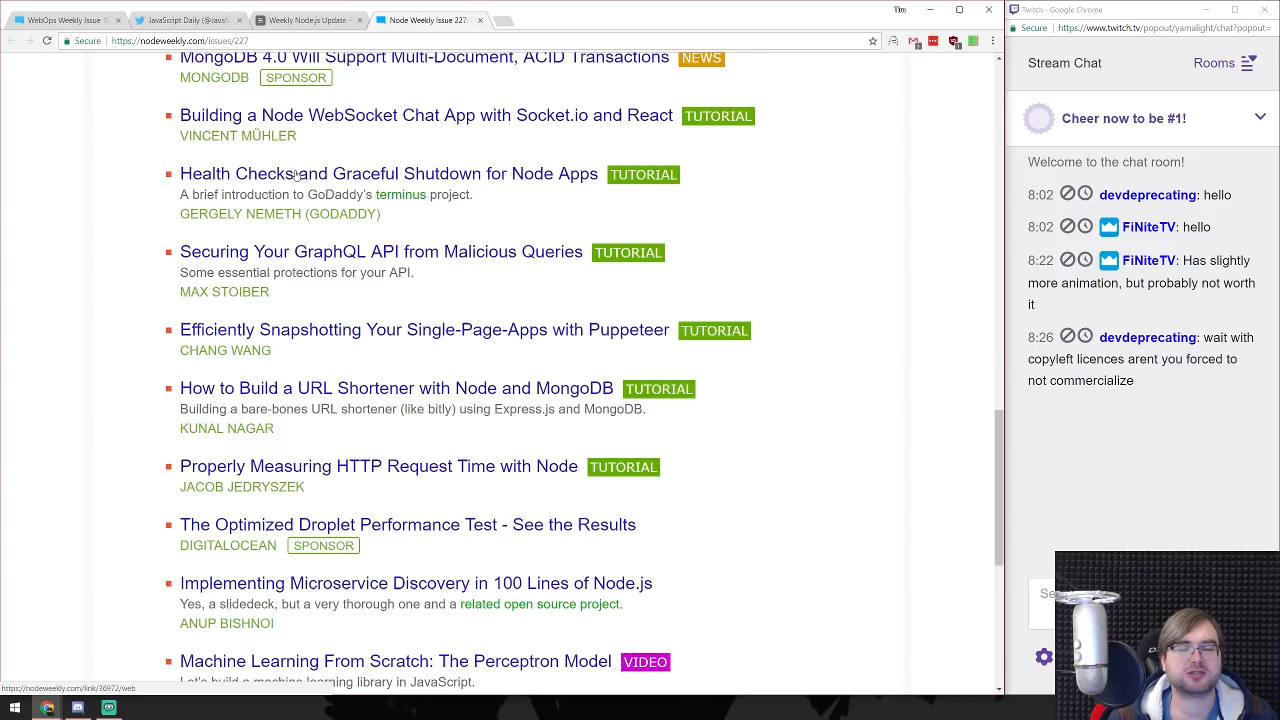 WebOps Weekly Issue 15
JavaScript Daily (@JavaS
Weekly Node.js Update
Node Weekly Issue 227:
Tim
Secure
https://nodeweekly.com/issues/227
MongoDB 4.0 Will Support Multi-Document, ACID Transactions NEWS
MONGODB SPONSOR
Building a Node WebSocket Chat App with Socket.io and React TUTORIAL
VINCENT MÜHLER
Health Checks and Graceful Shutdown for Node Apps TUTORIAL
A brief introduction to GoDaddy's terminus project.
GERGELY NEMETH (GODADDY)
Securing Your GraphQL API from Malicious Queries TUTORIAL
Some essential protections for your API.
MAX STOIBER
Efficiently Snapshotting Your Single-Page-Apps with Puppeteer TUTORIAL
CHANG WANG
How to Build a URL Shortener with Node and MongoDB TUTORIAL
Building a bare-bones URL shortener (like bitly) using Express.js and MongoDB.
KUNAL NAGAR
Properly Measuring HTTP Request Time with Node TUTORIAL
JACOB JEDRYSZEK
The Optimized Droplet Performance Test - See the Results
DIGITALOCEAN SPONSOR
Implementing Microservice Discovery in 100 Lines of Node.js
Yes, a slidedeck, but a very thorough one and a related open source project.
ANUP BISHNOI
Machine Learning From Scratch: The Perceptron Model VIDEO
Let's build a machine learning library in JavaScript.
https://nodeweekly.com/link/36972/web
Twitch - Google Chrome
Secure
https://www.twitch.tv/popout/yamalight/chat?popout=
Stream Chat
Rooms
Cheer now to be #1!
Welcome to the chat room!
8:02 devdeprecating: hello
8:02 FiNiteTV: hello
8:22 FiNiteTV: Has slightly
more animation, but probably not worth
it
8:26 devdeprecating: wait with
copyleft licences arent you forced to
not commercialize
Se